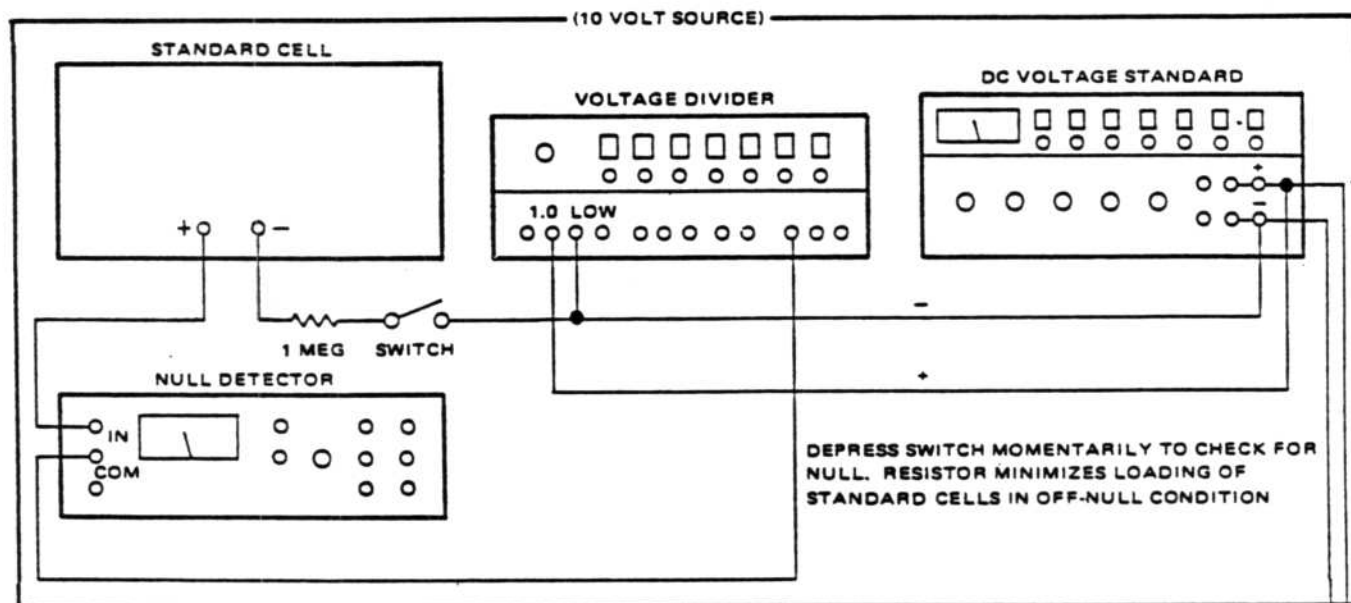 (10 VOLT SOURCE)
STANDARD CELL
VOLTAGE DIVIDER
DC VOLTAGE STANDARD
+
-
1.0 LOW
+ -
1 MEG SWITCH
-
+
NULL DETECTOR
IN
COM
DEPRESS SWITCH MOMENTARILY TO CHECK FOR
NULL. RESISTOR MINIMIZES LOADING OF
STANDARD CELLS IN OFF-NULL CONDITION